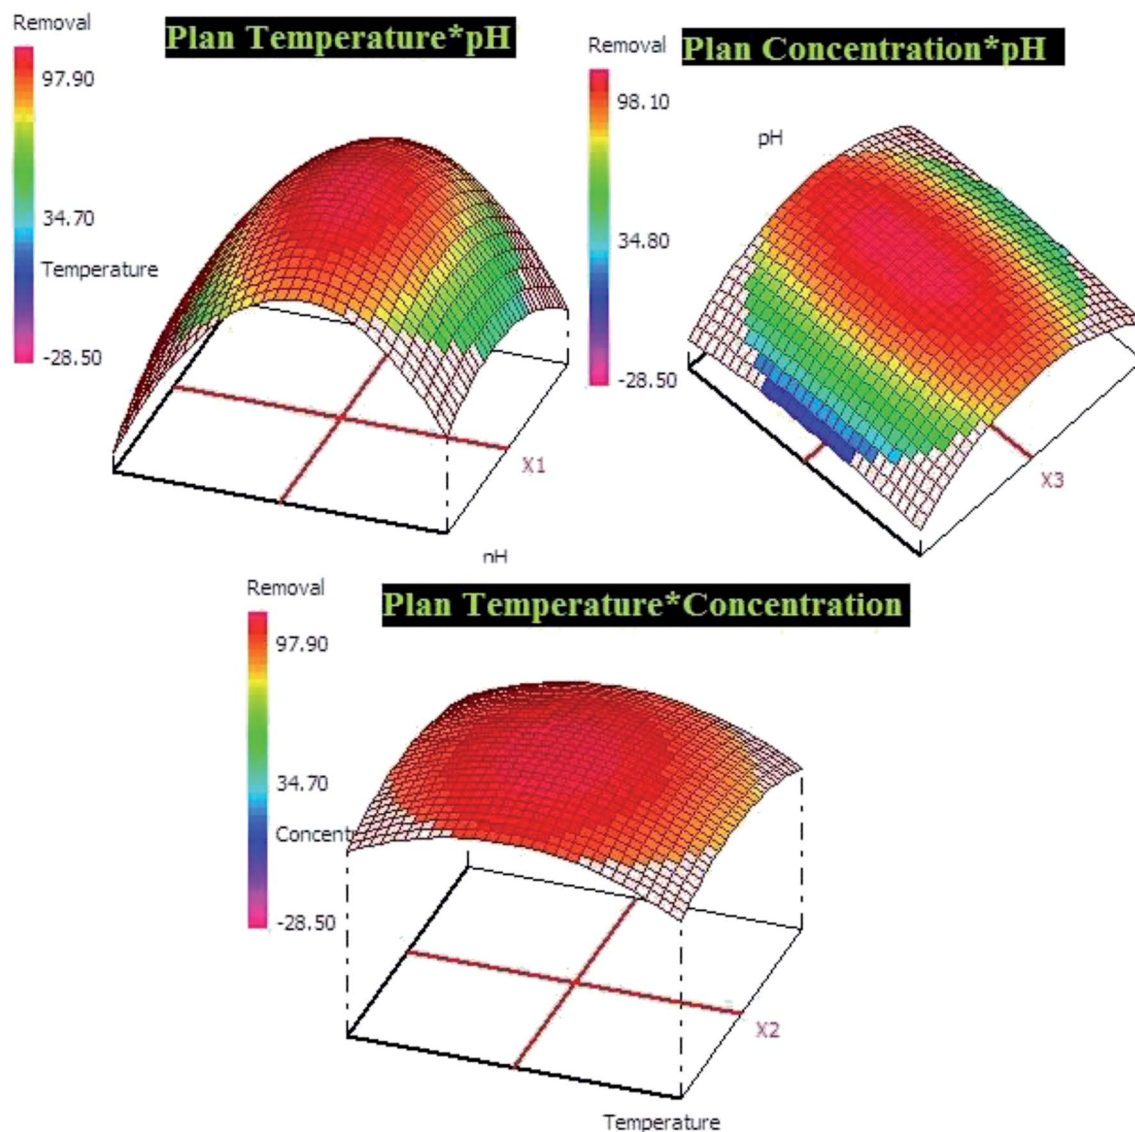 Removal
Plan Temperature*pH
97.90
34.70
Temperature
-28.50
X1
nH
Removal
Plan Concentration*pH
98.10
pH
34.80
-28.50
X3
Removal
Plan Temperature*Concentration
97.90
34.70
Concentr
-28.50
X2
Temperature